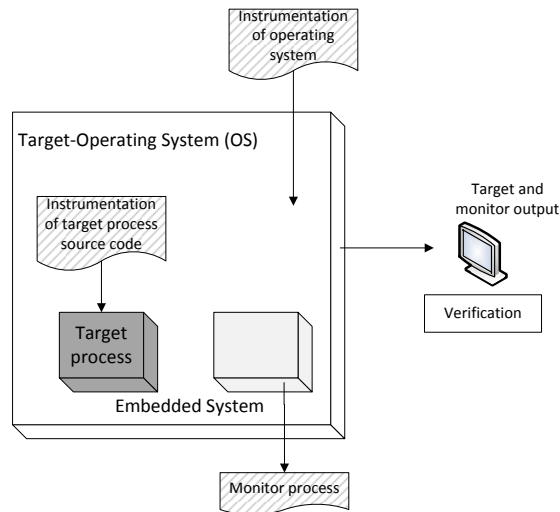 Instrumentation
of operating
system
Target-Operating System (OS)
Instrumentation
of target process
source code
Target and
monitor output
Verification
Target
process
Embedded System
Monitor process